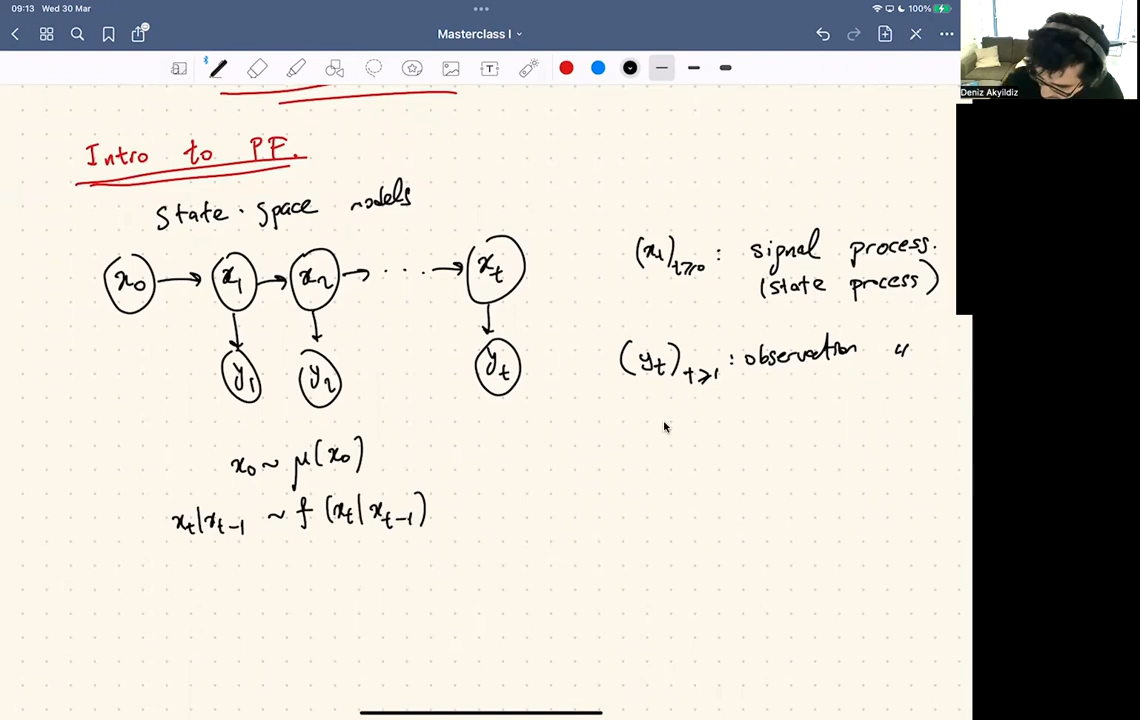 09:13 Wed 30 Mar
100%
Masterclass I
Deniz Akyildiz
Intro to PF.
State-space models
x₀ → x₁ → x₂ → ... → xₜ
y₁ y₂ yₜ
(xₜ)ₜ≥₀ : signal process.
(state process)
(yₜ)ₜ≥₁ : observation "
x₀ ~ μ(x₀)
xₜ|xₜ₋₁ ~ f(xₜ|xₜ₋₁)